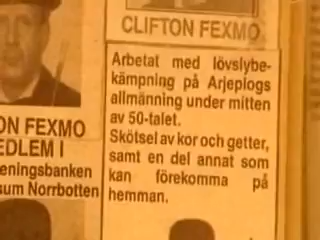 CLIFTON FEXMO
Arbetat med lövslybe-
kämpning på Arjeplogs
allmänning under mitten
av 50-talet.
Skötsel av kor och getter,
samt en del annat som
kan förekomma på
hemman.
ON FEXMO
EDLEM I
eningsbanken
sum Norrbotten